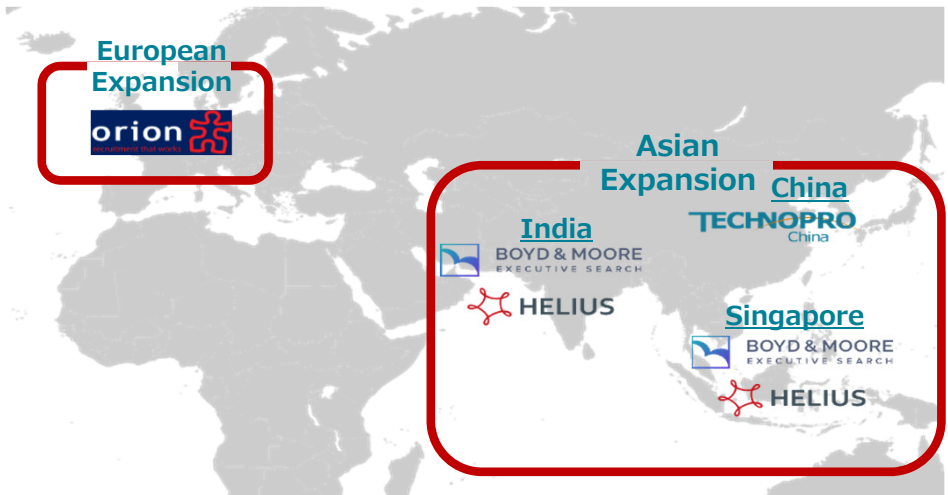 European
Expansion
orion
recruitment that works
Asian
Expansion
China
TECHNOPRO
China
India
BOYD & MOORE
EXECUTIVE SEARCH
HELIUS
Singapore
BOYD & MOORE
EXECUTIVE SEARCH
HELIUS